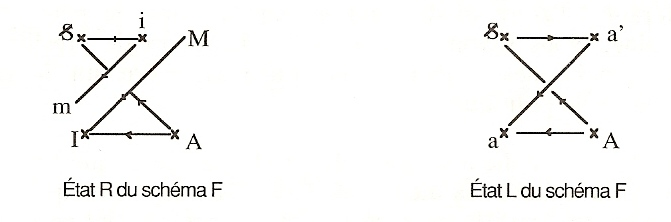 $ i M
m
I A
État R du schéma F
$ a'
a A
État L du schéma F